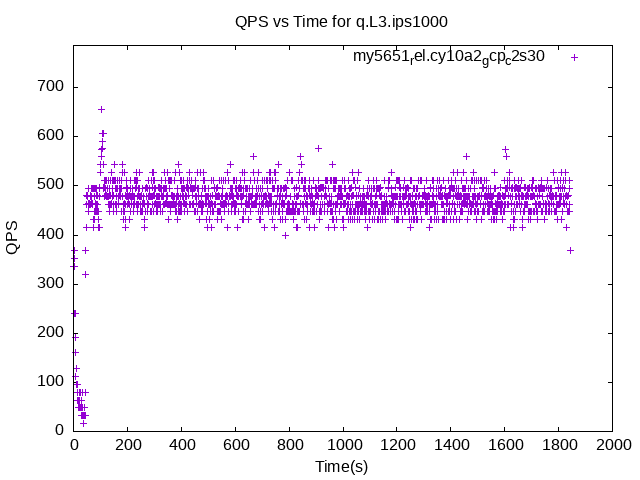 QPS vs Time for q.L3.ips1000
my5651rel.cy10a2gcpc2s30
700
600
500
400
300
200
100
0
QPS
0 200 400 600 800 1000 1200 1400 1600 1800 2000
Time(s)